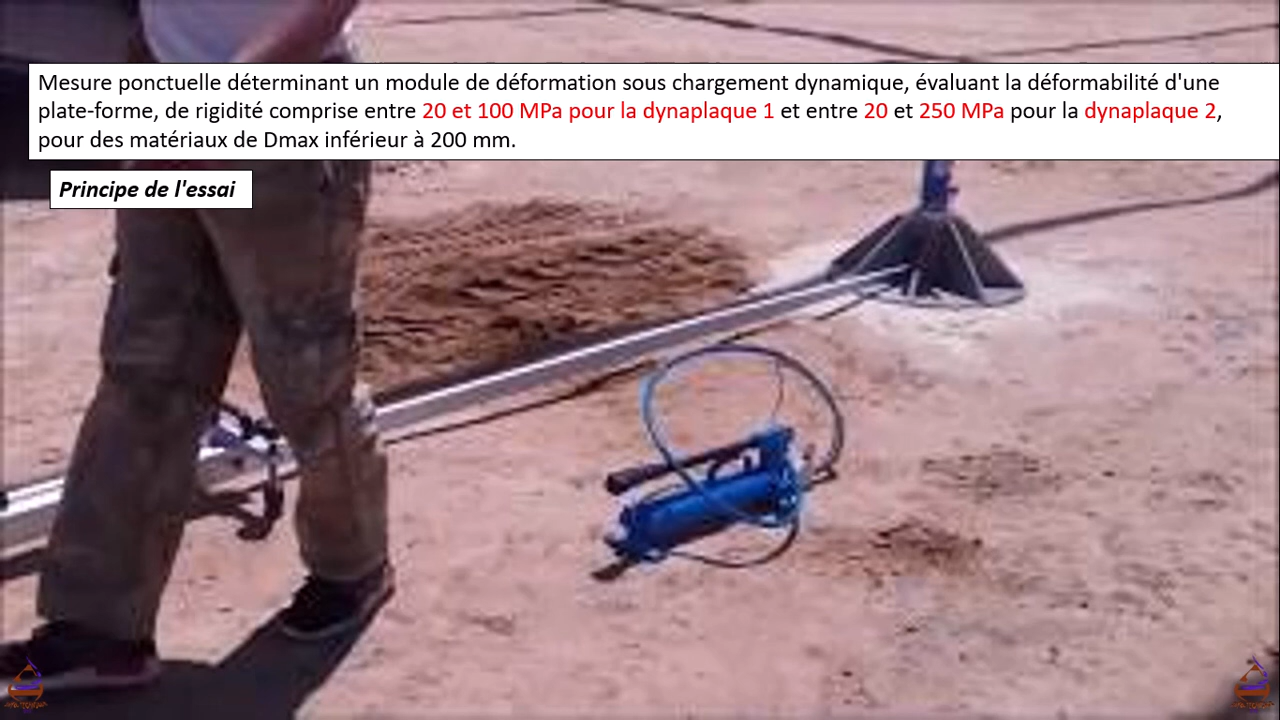 Mesure ponctuelle déterminant un module de déformation sous chargement dynamique, évaluant la déformabilité d'une
plate-forme, de rigidité comprise entre 20 et 100 MPa pour la dynaplaque 1 et entre 20 et 250 MPa pour la dynaplaque 2,
pour des matériaux de Dmax inférieur à 200 mm.
Principe de l'essai